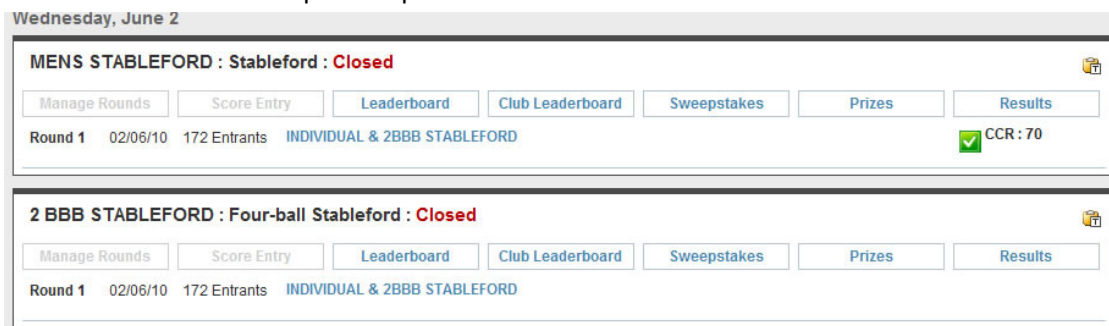 Wednesday, June 2
MENS STABLEFORD : Stableford : Closed
Manage Rounds Score Entry Leaderboard Club Leaderboard Sweepstakes Prizes Results
Round 1 02/06/10 172 Entrants INDIVIDUAL & 2BBB STABLEFORD CCR : 70
2 BBB STABLEFORD : Four-ball Stableford : Closed
Manage Rounds Score Entry Leaderboard Club Leaderboard Sweepstakes Prizes Results
Round 1 02/06/10 172 Entrants INDIVIDUAL & 2BBB STABLEFORD